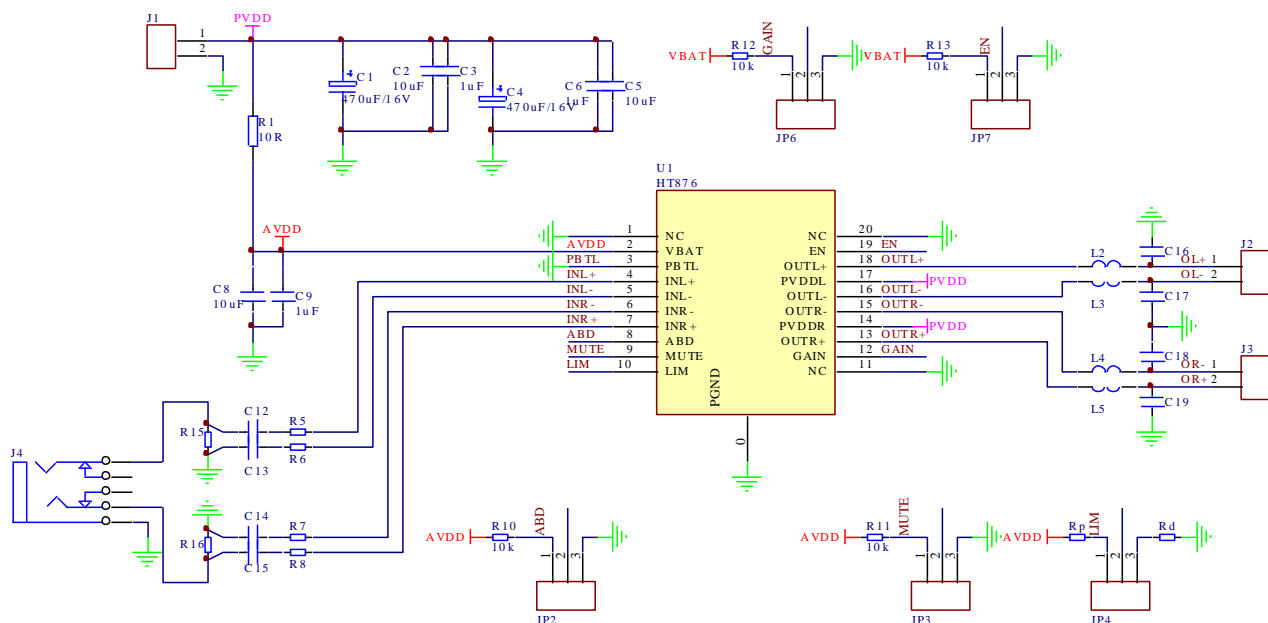 J1
1
2
PVDD
C1
470uF/16V
C2
10uF
C3
1uF
C4
470uF/16V
C6
1uF
C5
10uF
R1
10R
VBAT
R12
10k
GAIN
1
2
3
JP6
VBAT
R13
10k
EN
1
2
3
JP7
U1
HT876
AVDD
C8
10uF
C9
1uF
1
NC
AVDD
2
VBAT
PBTL
3
PBTL
INL+
4
INL+
INL-
5
INL-
INR-
6
INR-
INR+
7
INR+
ABD
8
ABD
MUTE
9
MUTE
LIM
10
LIM
PGND
0
NC
20
EN
19
EN
OUTL+
18
OUTL+
PVDDL
17
PVDD
OUTL-
16
OUTL-
OUTR-
15
OUTR-
PVDDR
14
PVDD
OUTR+
13
OUTR+
GAIN
12
GAIN
NC
11
L2
L3
L4
L5
C16
C17
C18
C19
OL+
1
OL-
2
J2
OR-
1
OR+
2
J3
J4
R15
R16
C12
C13
R5
R6
C14
C15
R7
R8
AVDD
R10
10k
ABD
1
2
3
JP2
AVDD
R11
10k
MUTE
1
2
3
JP3
AVDD
Rp
LIM
1
2
3
Rd
JP4